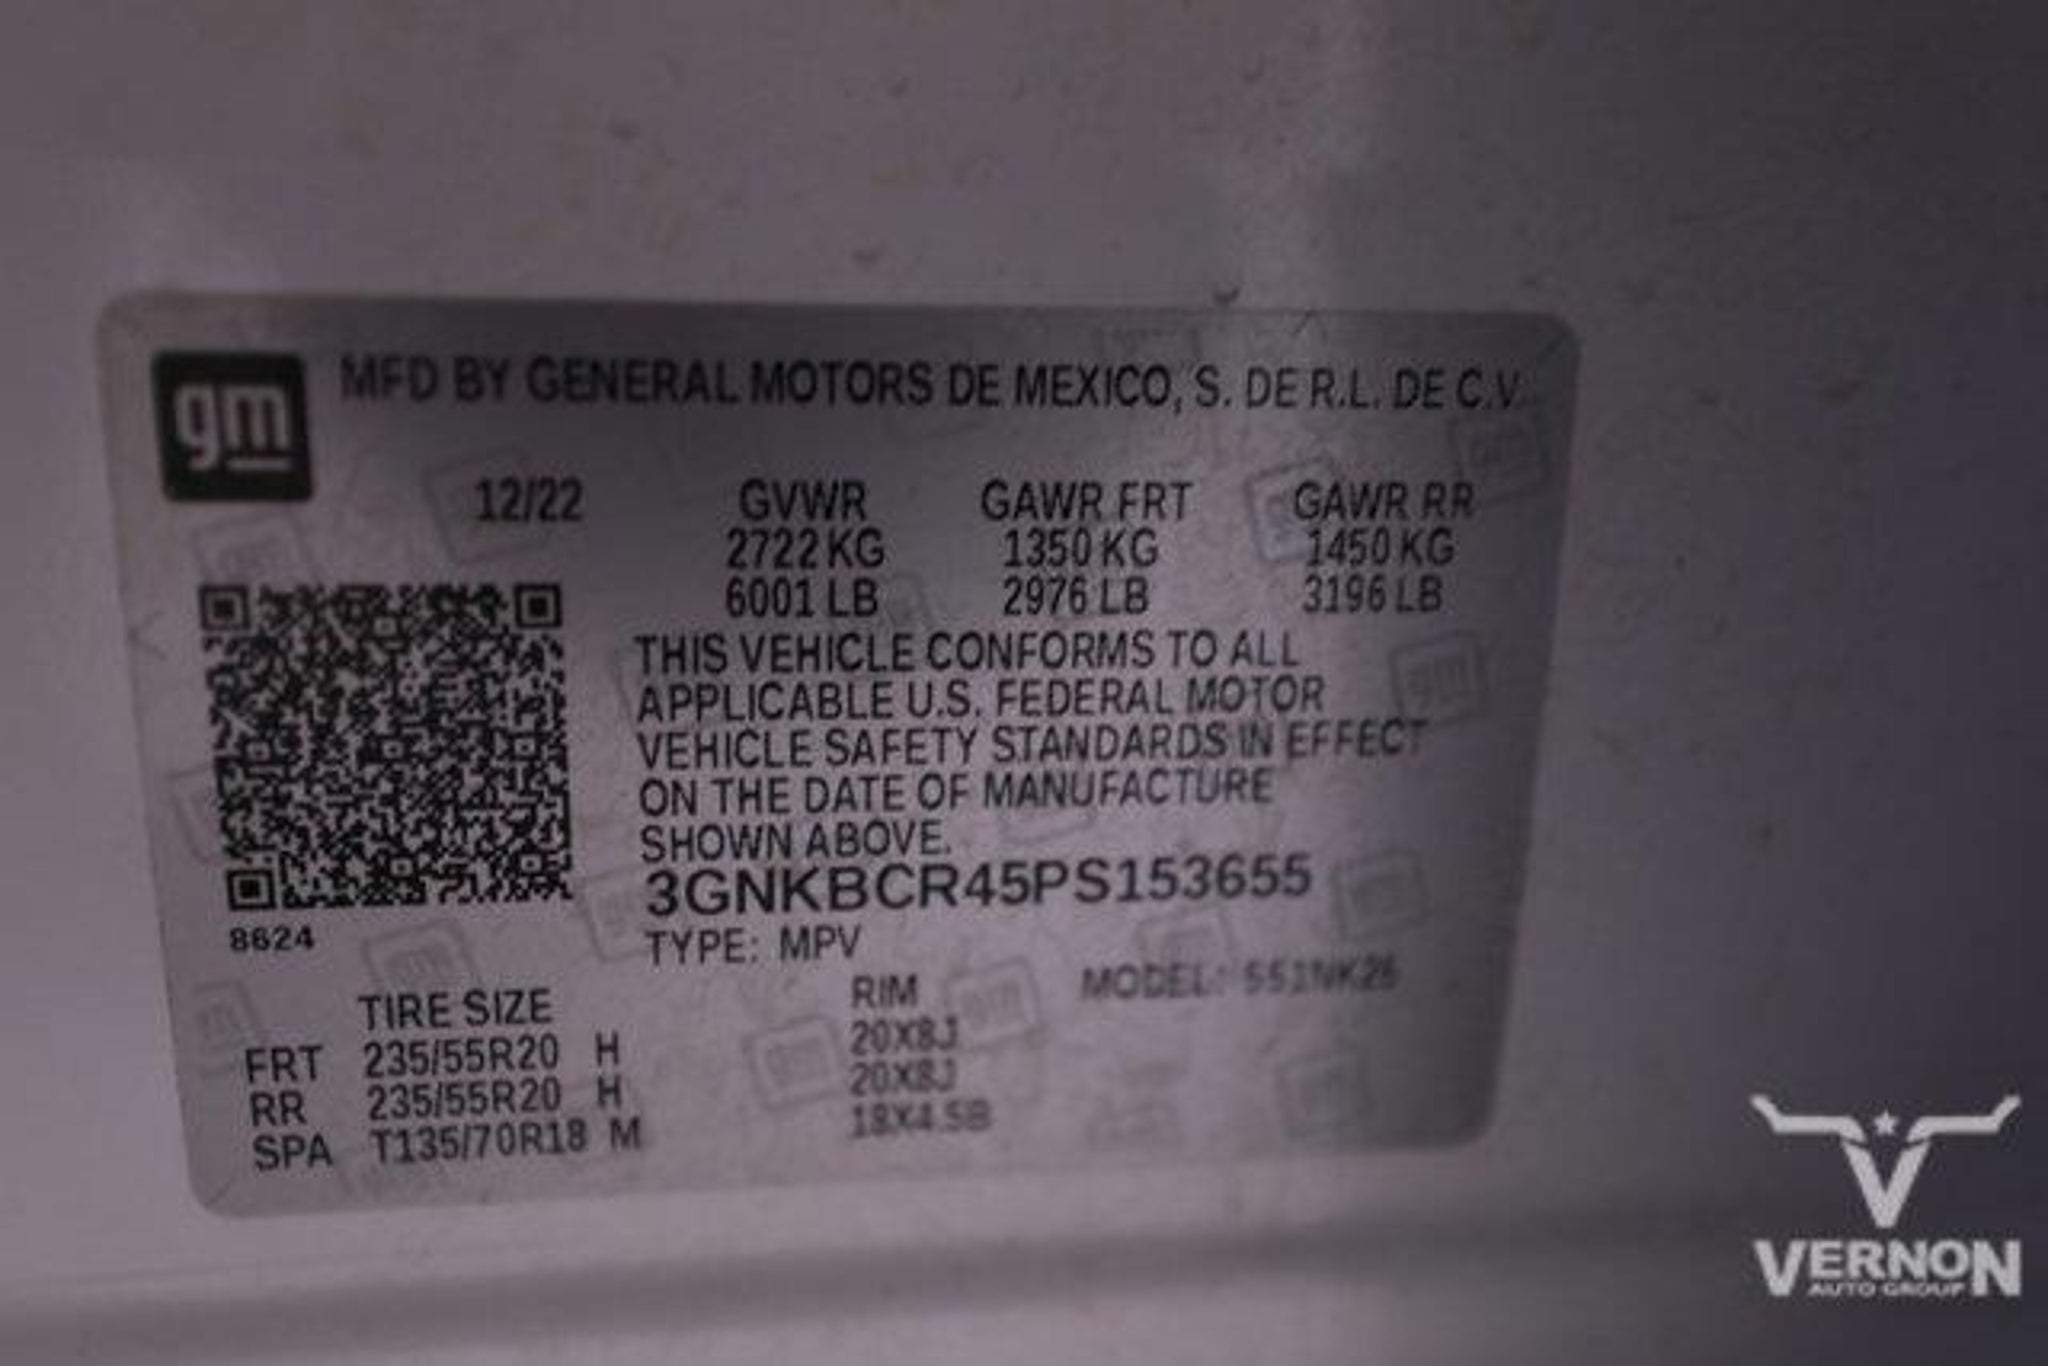 gm
MFD BY GENERAL MOTORS DE MEXICO, S. DE R.L. DE C.V.
12/22 GVWR GAWR FRT GAWR RR
2722 KG 1350 KG 1450 KG
6001 LB 2976 LB 3196 LB
THIS VEHICLE CONFORMS TO ALL
APPLICABLE U.S. FEDERAL MOTOR
VEHICLE SAFETY STANDARDS IN EFFECT
ON THE DATE OF MANUFACTURE
SHOWN ABOVE.
3GNKBCR45PS153655
8624
TYPE: MPV
MODEL:
TIRE SIZE RIM
FRT 235/55R20 H 20X8J
RR 235/55R20 H 20X8J
SPA T135/70R18 M 18X4.5B
VERNON
AUTO GROUP